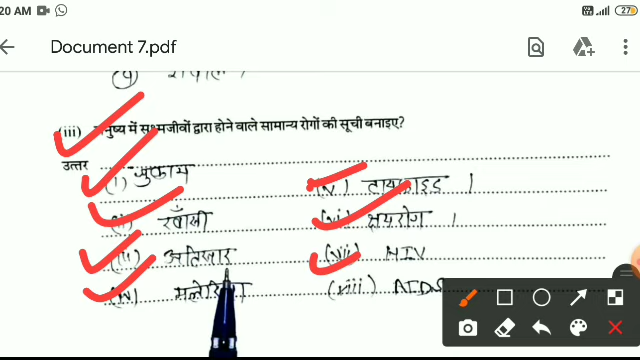 20 AM
27
Document 7.pdf
(iii) मनुष्य में सूक्ष्मजीवों द्वारा होने वाले सामान्य रोगों की सूची बनाइए?
उत्तर
(i) जुकाम
(v) टायफाइड ।
(ii) खाँसी
(vi) क्षयरोग ।
(iii) अतिसार
(vii) HIV
(iv) मलेरिया
(viii) AIDS